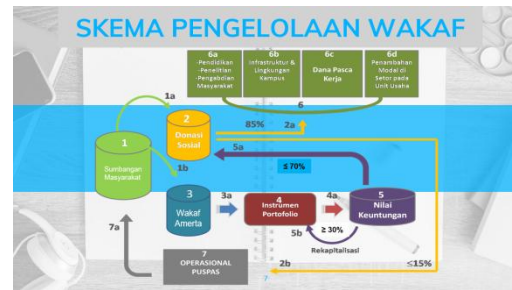 SKEMA PENGELOLAAN WAKAF
6a
Pendidikan
Penelitian
Pengabdian
Masyarakat
6b
Infrastruktur &
Lingkungan
Kampus
6c
Dana Pasca
Kerja
6d
Penambahan
Modal di
Setor pada
Unit Usaha
6
1a
2
Donasi
Sosial
85%
2a
5a
1
Sumbangan
Masyarakat
1b
≤ 70%
3
Wakaf
Amerta
3a
4
Instrumen
Portofolio
4a
5
Nilai
Keuntungan
7a
5b
≥ 30%
Rekapitalisasi
7
OPERASIONAL
PUSPAS
2b
≤15%
7